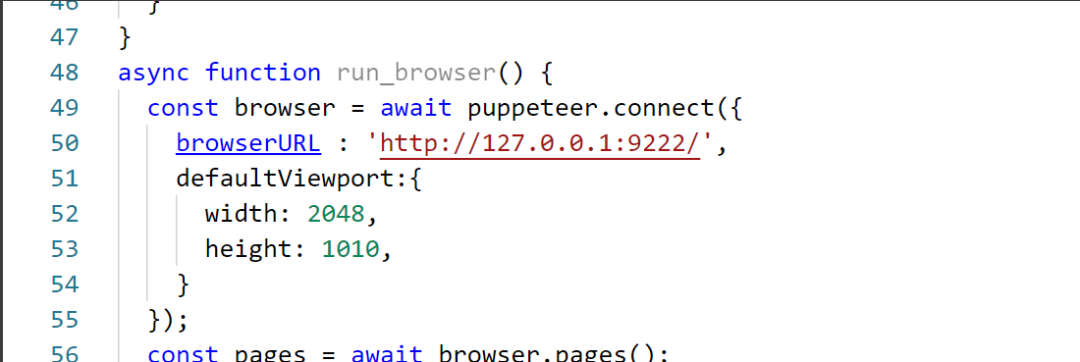 46 }
47 }
48 async function run_browser() {
49 const browser = await puppeteer.connect({
50 browserURL : 'http://127.0.0.1:9222/',
51 defaultViewport:{
52 width: 2048,
53 height: 1010,
54 }
55 });
56 const pages = await browser.pages();